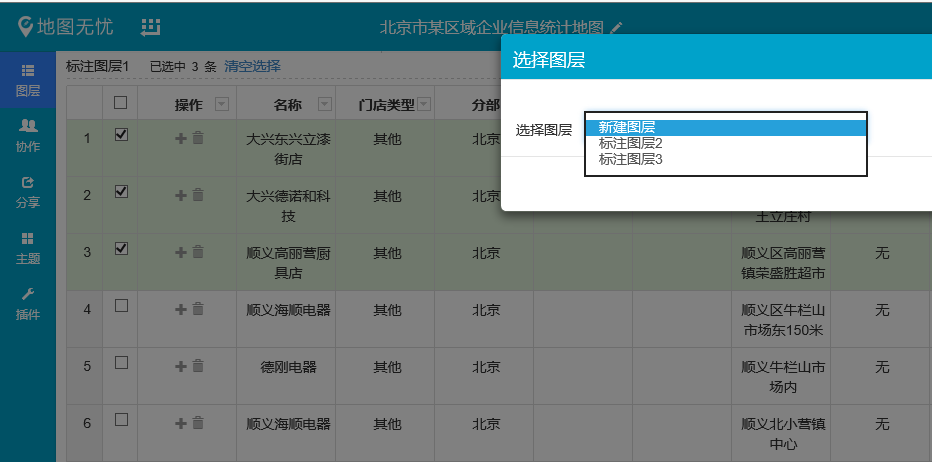 地图无忧
北京市某区域企业信息统计地图
图层
协作
分享
主题
插件
标注图层1 已选中 3 条 清空选择
操作 名称 门店类型 分部
1 大兴东兴立漆街店 其他 北京
2 大兴德诺和科技 其他 北京
王立庄村
3 顺义高丽营厨具店 其他 北京 顺义区高丽营镇荣盛胜超市 无
4 顺义海顺电器 其他 北京 顺义区牛栏山市场东150米 无
5 德刚电器 其他 北京 顺义牛栏山市场内 无
6 顺义海顺电器 其他 北京 顺义北小营镇中心 无
选择图层
选择图层
新建图层
标注图层2
标注图层3